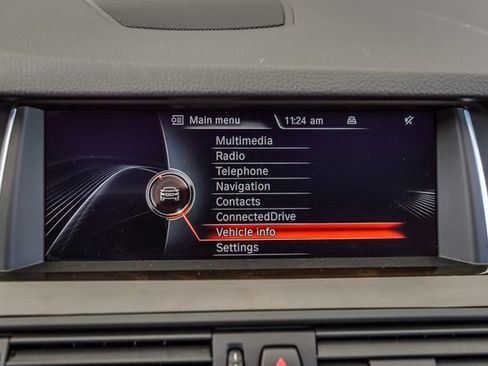 Main menu 11:24 am
Multimedia
Radio
Telephone
Navigation
Contacts
ConnectedDrive
Vehicle info
Settings